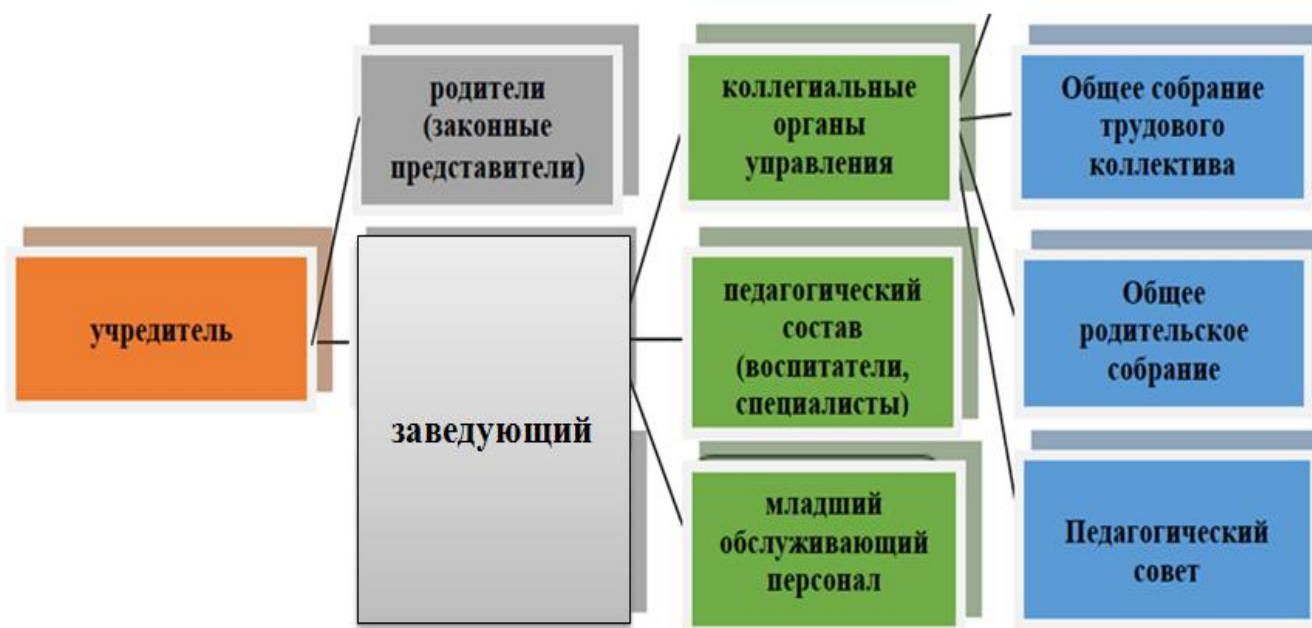 учредитель
родители
(законные
представители)
заведующий
коллегиальные
органы
управления
педагогический
состав
(воспитатели,
специалисты)
младший
обслуживающий
персонал
Общее собрание
трудового
коллектива
Общее
родительское
собрание
Педагогический
совет